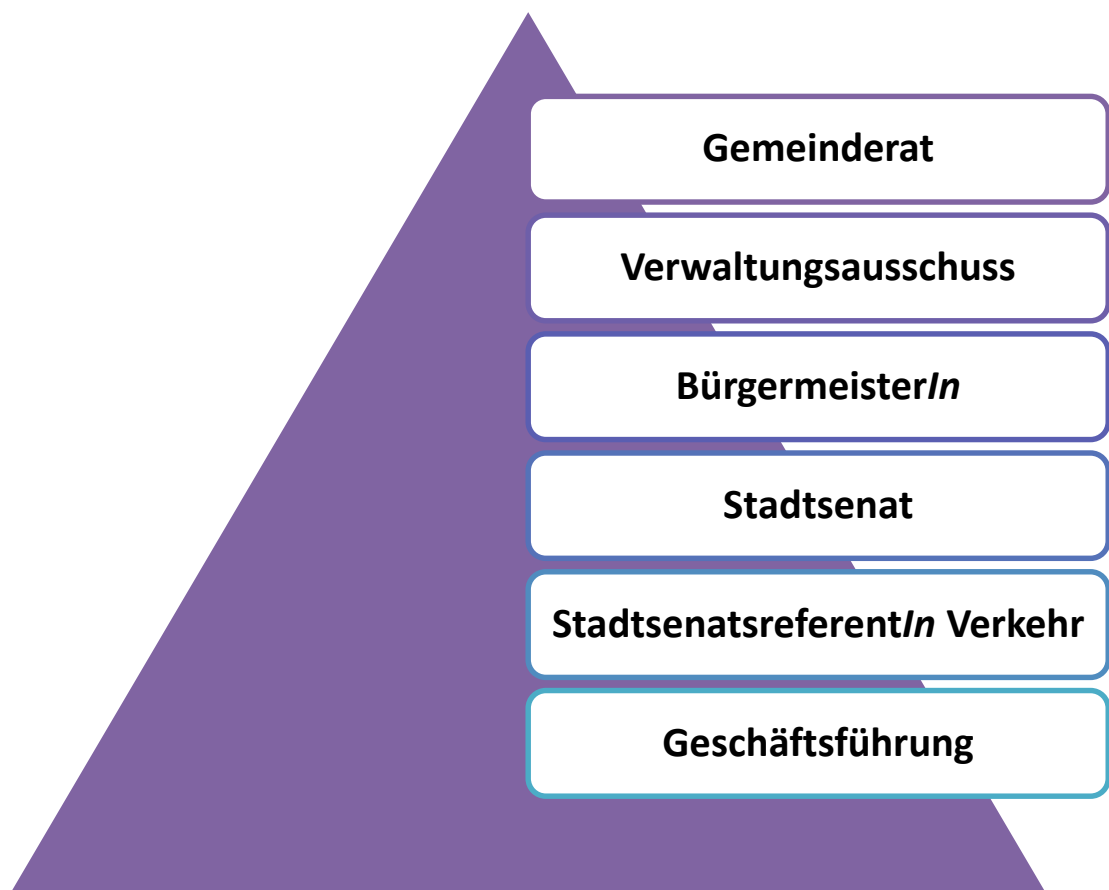 Gemeinderat
Verwaltungsausschuss
BürgermeisterIn
Stadtsenat
StadtsenatsreferentIn Verkehr
Geschäftsführung